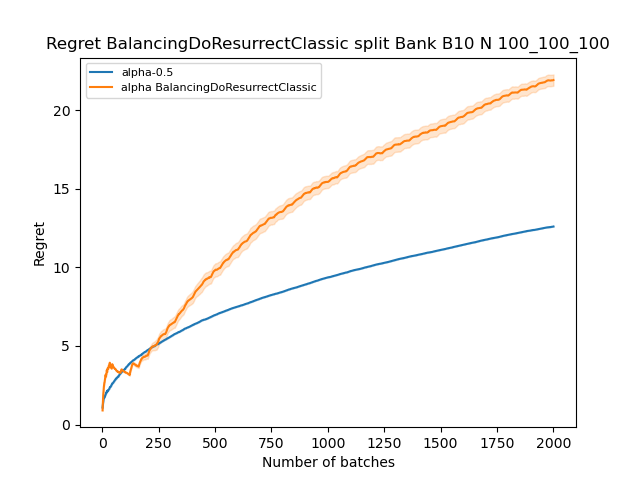 Regret BalancingDoResurrectClassic split Bank B10 N 100_100_100
alpha-0.5
alpha BalancingDoResurrectClassic
Regret
20
15
10
5
0
0 250 500 750 1000 1250 1500 1750 2000
Number of batches